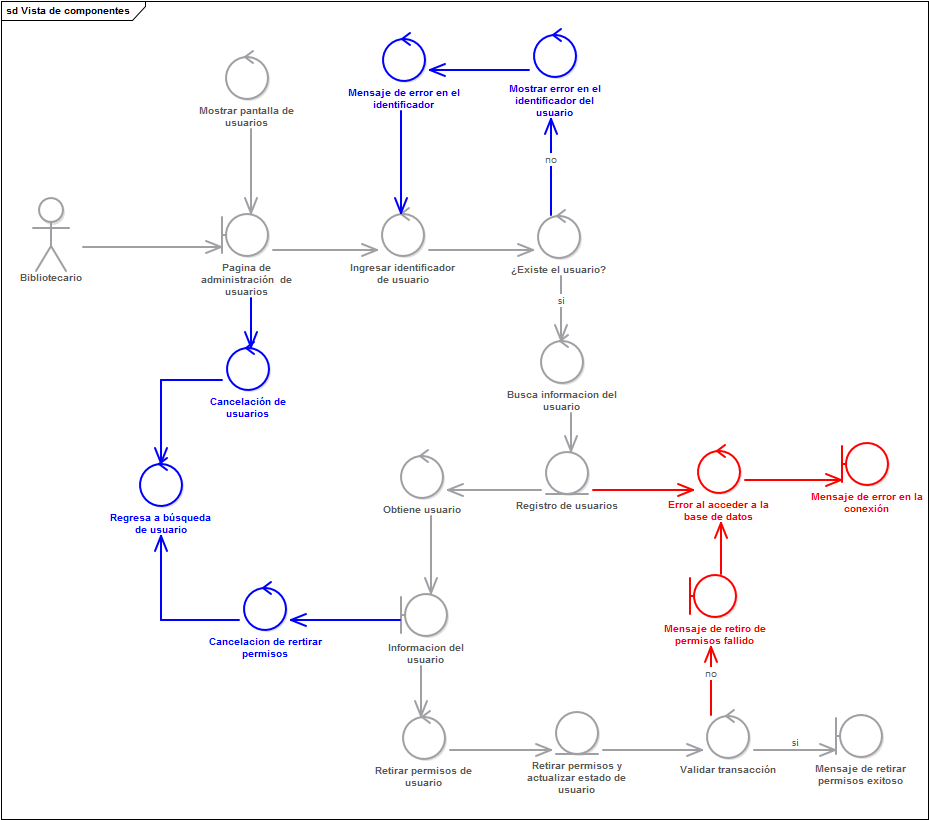 sd Vista de componentes
Mensaje de error en el
identificador
Mostrar error en el
identificador del
usuario
Mostrar pantalla de
usuarios
no
Bibliotecario
Pagina de
administración de
usuarios
Ingresar identificador
de usuario
¿Existe el usuario?
si
Cancelación de
usuarios
Busca informacion del
usuario
Regresa a búsqueda
de usuario
Obtiene usuario
Registro de usuarios
Error al acceder a la
base de datos
Mensaje de error en la
conexión
Cancelacion de rertirar
permisos
Informacion del
usuario
Mensaje de retiro de
permisos fallido
no
Retirar permisos de
usuario
Retirar permisos y
actualizar estado de
usuario
Validar transacción
si
Mensaje de retirar
permisos exitoso